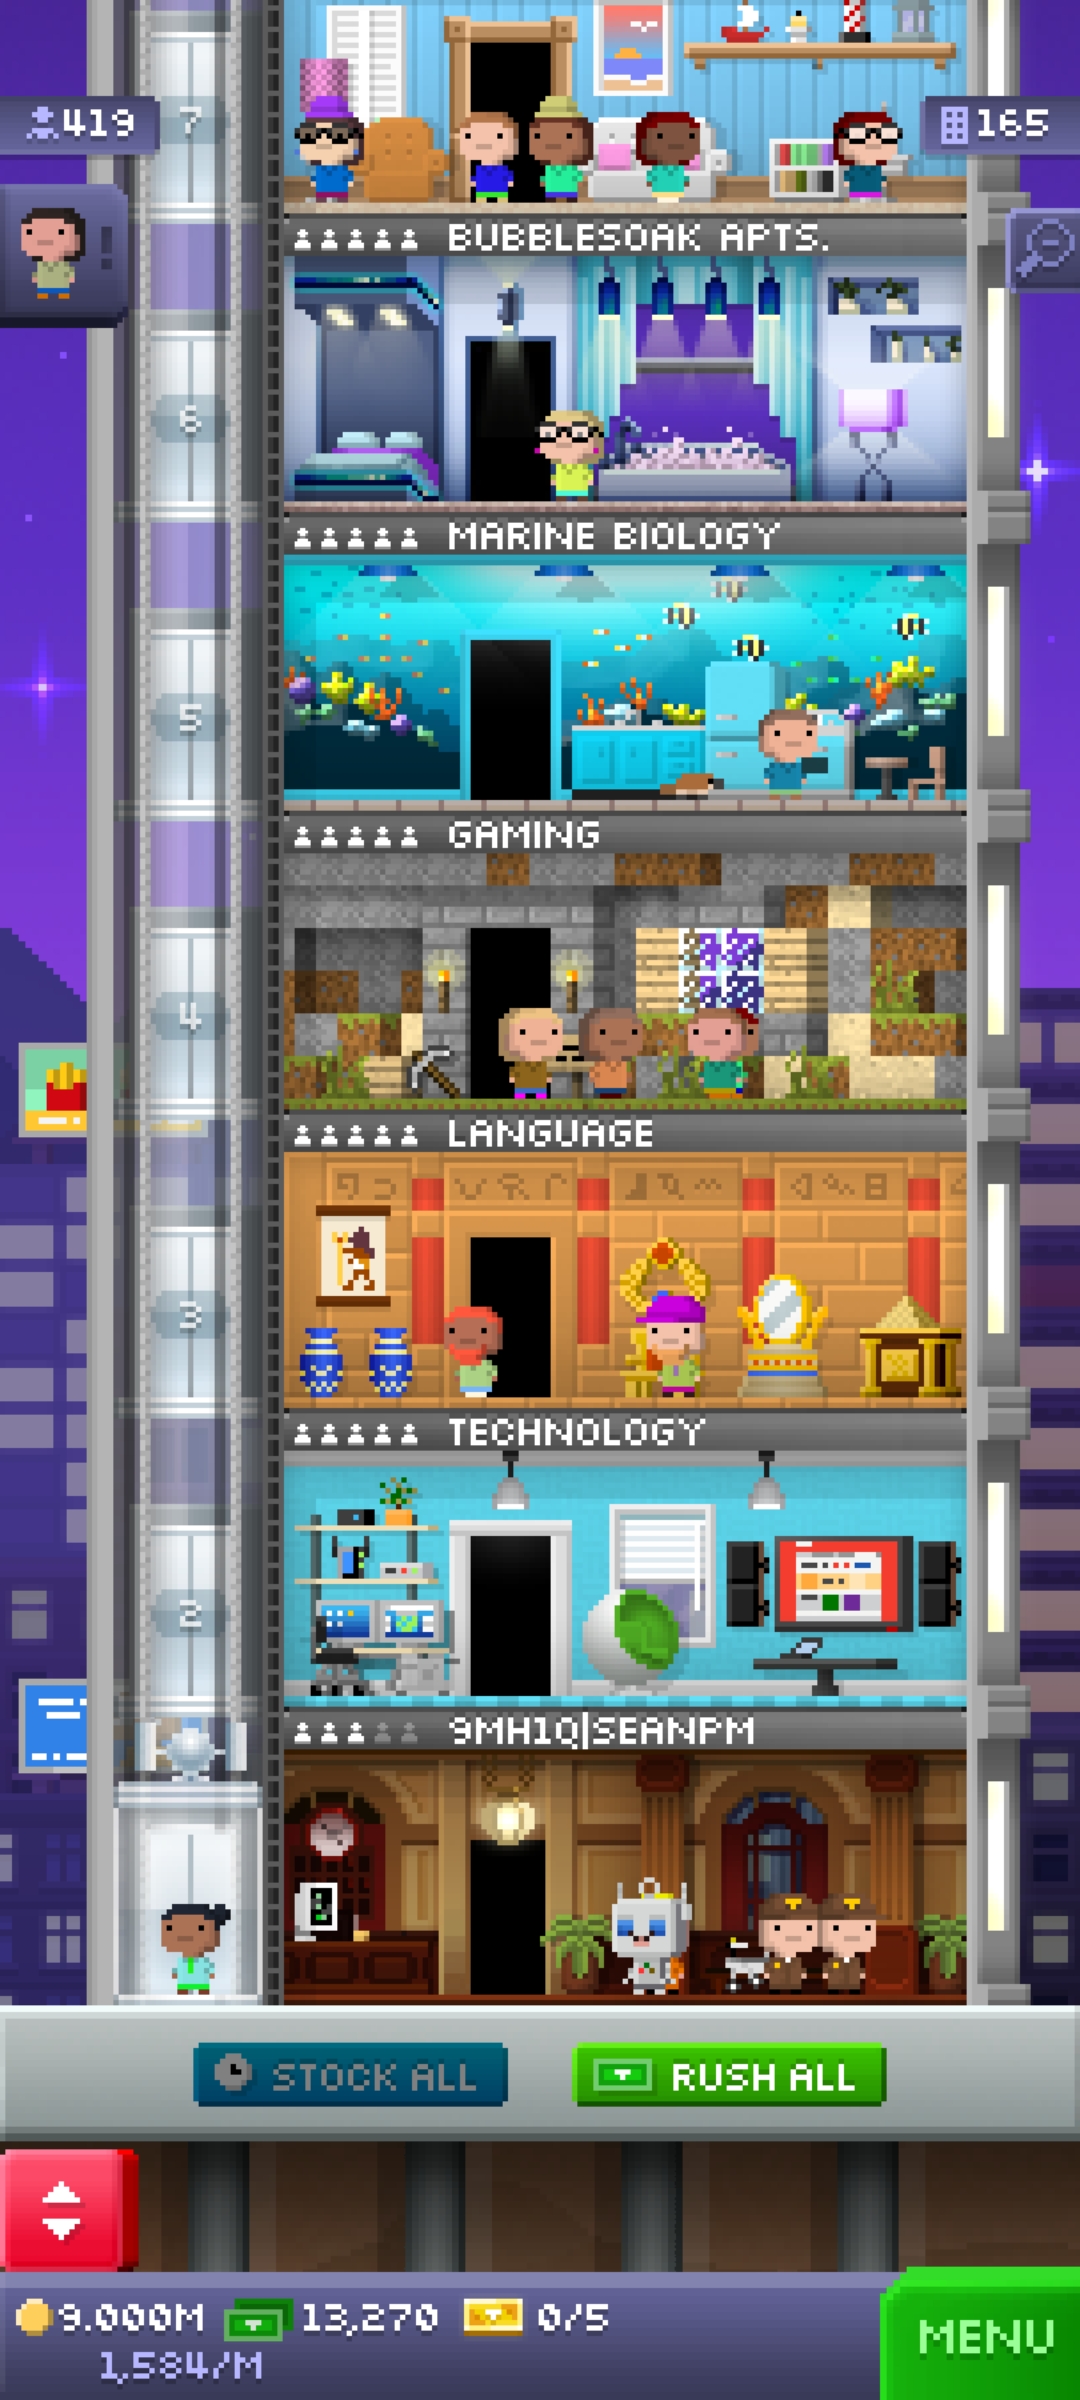 419
165
7
!
BUBBLESOAK APTS.
6
MARINE BIOLOGY
5
GAMING
4
LANGUAGE
3
TECHNOLOGY
2
9MH1Q|SEANPM
STOCK ALL
RUSH ALL
9.000M 13,270 0/5
1,584/M
MENU